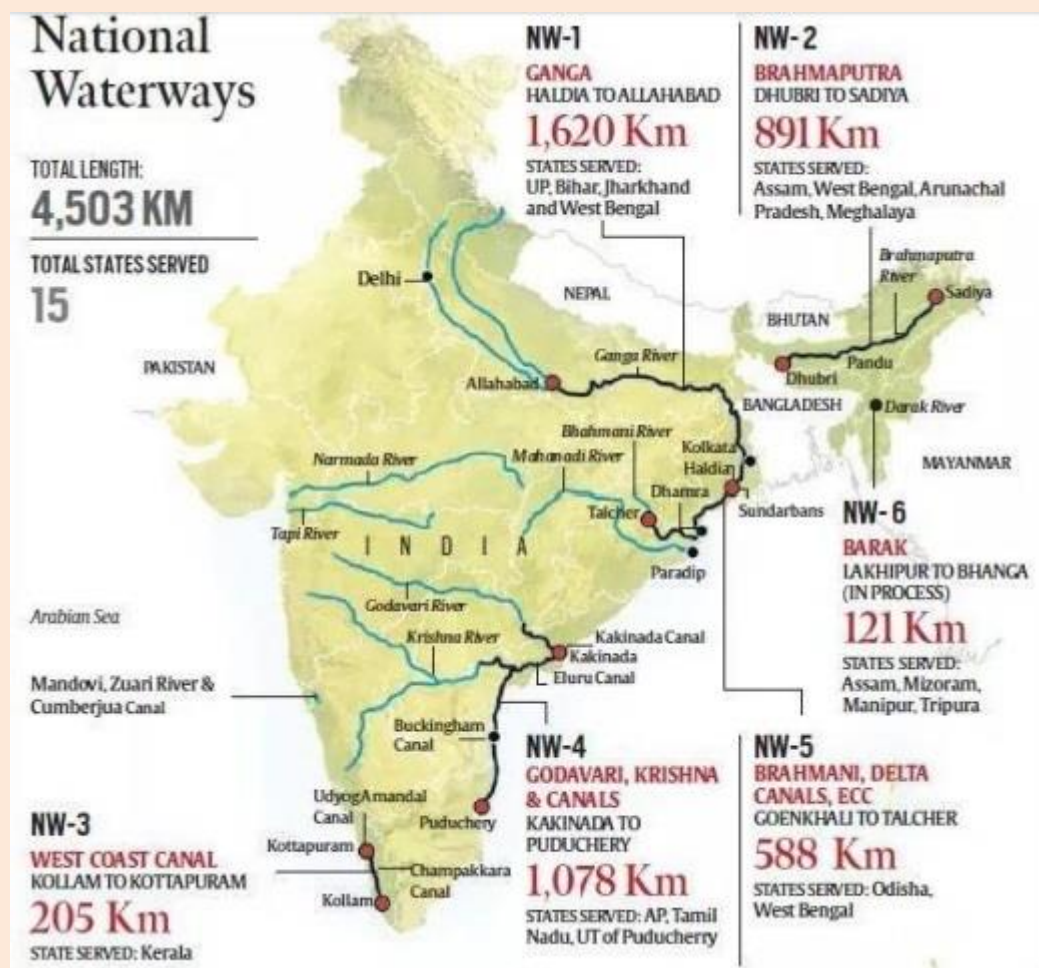 National
Waterways
TOTAL LENGTH:
4,503 KM
TOTAL STATES SERVED
15
NW-1
GANGA
HALDIA TO ALLAHABAD
1,620 Km
STATES SERVED:
UP, Bihar, Jharkhand
and West Bengal
NW-2
BRAHMAPUTRA
DHUBRI TO SADIYA
891 Km
STATES SERVED:
Assam, West Bengal, Arunachal
Pradesh, Meghalaya
Brahmaputra
River
Sadiya
Delhi
NEPAL
BHUTAN
PAKISTAN
Ganga River
Pandu
Dhubri
Allahabad
BANGLADESH
Darak River
Bhahmani River
Kolkata
Narmada River
Mahanadi River
Haldia
MAYANMAR
Dhamra
Sundarbans
Talcher
Tapi River
INDIA
Paradip
NW-6
BARAK
LAKHIPUR TO BHANGA
(IN PROCESS)
121 Km
STATES SERVED:
Assam, Mizoram,
Manipur, Tripura
Arabian Sea
Godavari River
Krishna River
Kakinada Canal
Kakinada
Eluru Canal
Mandovi, Zuari River &
Cumberjua Canal
Buckingham
Canal
NW-4
GODAVARI, KRISHNA
& CANALS
KAKINADA TO
PUDUCHERY
1,078 Km
STATES SERVED: AP, Tamil
Nadu, UT of Puducherry
NW-5
BRAHMANI, DELTA
CANALS, ECC
GOENKHALI TO TALCHER
588 Km
STATES SERVED: Odisha,
West Bengal
UdyogAmandal
Canal
Puduchery
Kottapuram
Champakkara
Canal
Kollam
NW-3
WEST COAST CANAL
KOLLAM TO KOTTAPURAM
205 Km
STATE SERVED: Kerala